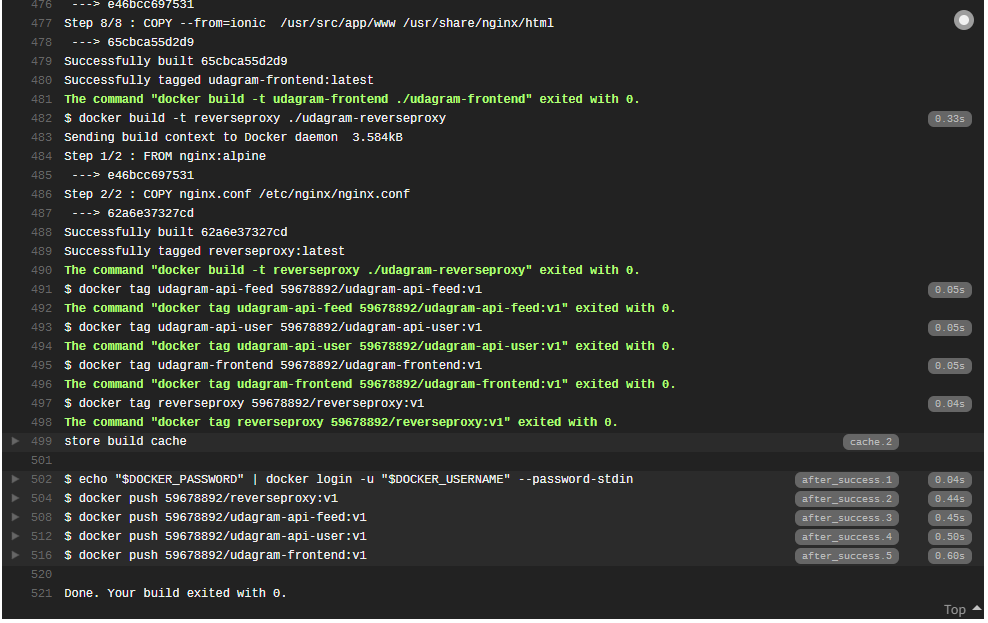 476 ---> e46bcc697531
477 Step 8/8 : COPY --from=ionic  /usr/src/app/www /usr/share/nginx/html
478 ---> 65cbca55d2d9
479 Successfully built 65cbca55d2d9
480 Successfully tagged udagram-frontend:latest
481 The command "docker build -t udagram-frontend ./udagram-frontend" exited with 0.
482 $ docker build -t reverseproxy ./udagram-reverseproxy 0.33s
483 Sending build context to Docker daemon  3.584kB
484 Step 1/2 : FROM nginx:alpine
485 ---> e46bcc697531
486 Step 2/2 : COPY nginx.conf /etc/nginx/nginx.conf
487 ---> 62a6e37327cd
488 Successfully built 62a6e37327cd
489 Successfully tagged reverseproxy:latest
490 The command "docker build -t reverseproxy ./udagram-reverseproxy" exited with 0.
491 $ docker tag udagram-api-feed 59678892/udagram-api-feed:v1 0.05s
492 The command "docker tag udagram-api-feed 59678892/udagram-api-feed:v1" exited with 0.
493 $ docker tag udagram-api-user 59678892/udagram-api-user:v1 0.05s
494 The command "docker tag udagram-api-user 59678892/udagram-api-user:v1" exited with 0.
495 $ docker tag udagram-frontend 59678892/udagram-frontend:v1 0.05s
496 The command "docker tag udagram-frontend 59678892/udagram-frontend:v1" exited with 0.
497 $ docker tag reverseproxy 59678892/reverseproxy:v1 0.04s
498 The command "docker tag reverseproxy 59678892/reverseproxy:v1" exited with 0.
499 store build cache cache.2
501
502 $ echo "$DOCKER_PASSWORD" | docker login -u "$DOCKER_USERNAME" --password-stdin after_success.1 0.04s
504 $ docker push 59678892/reverseproxy:v1 after_success.2 0.44s
508 $ docker push 59678892/udagram-api-feed:v1 after_success.3 0.45s
512 $ docker push 59678892/udagram-api-user:v1 after_success.4 0.50s
516 $ docker push 59678892/udagram-frontend:v1 after_success.5 0.60s
520
521 Done. Your build exited with 0.
Top